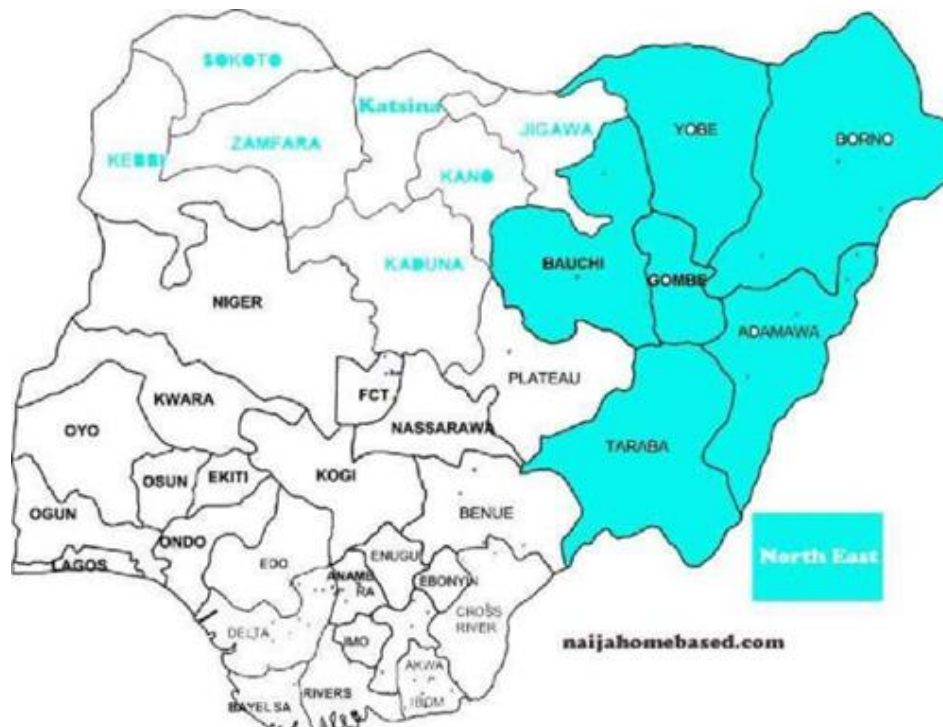 SOKOTO
Katsina
YOBE
JIGAWA
BORNO
ZAMFARA
KEBBI
KANO
KADUNA
BAUCHI
GOMBE
NIGER
ADAMAWA
PLATEAU
FCT
KWARA
NASSARAWA
OYO
TARABA
KOGI
OSUN
EKITI
OGUN
BENUE
ONDO
ENUGU
North East
LAGOS
EDO
ANAMB
RA
EBONYIN
CROSS
RIVER
DELTA
IMO
naijahomebased.com
AKWA
IBOM
RIVERS
BAYELSA